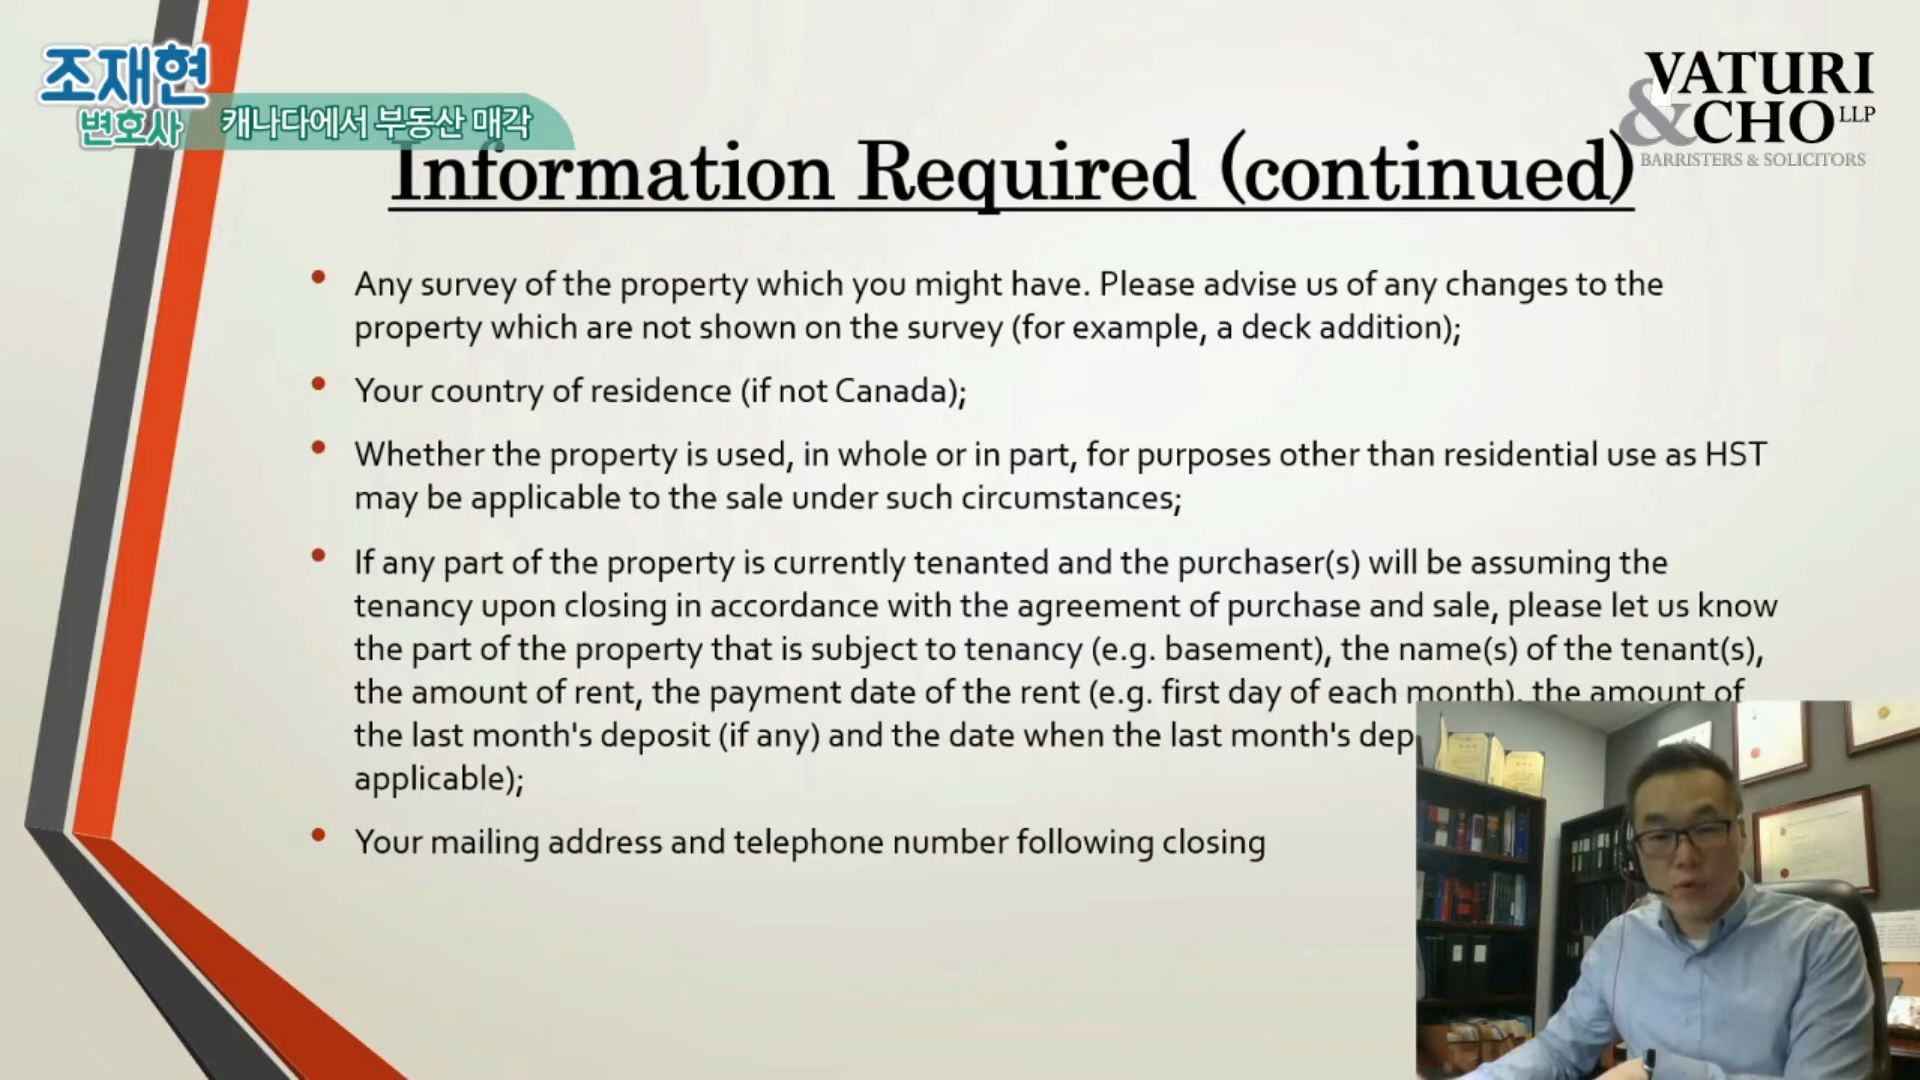 조재현
변호사
캐나다에서 부동산 매각
VATURI
& CHO LLP
BARRISTERS & SOLICITORS
Information Required (continued)
• Any survey of the property which you might have. Please advise us of any changes to the
property which are not shown on the survey (for example, a deck addition);
• Your country of residence (if not Canada);
• Whether the property is used, in whole or in part, for purposes other than residential use as HST
may be applicable to the sale under such circumstances;
• If any part of the property is currently tenanted and the purchaser(s) will be assuming the
tenancy upon closing in accordance with the agreement of purchase and sale, please let us know
the part of the property that is subject to tenancy (e.g. basement), the name(s) of the tenant(s),
the amount of rent, the payment date of the rent (e.g. first day of each month), the amount of
the last month's deposit (if any) and the date when the last month's dep
applicable);
• Your mailing address and telephone number following closing